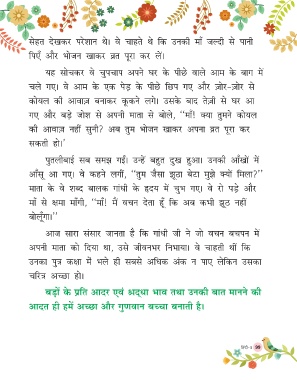 सेहत देखकर परेशान थे। वे चाहते थे कि उनकी माँ जल्दी से पानी
पिएँ और भोजन खाकर व्रत पूरा कर लें।
यह सोचकर वे चुपचाप अपने घर के पीछे वाले आम के बाग में
चले गए। वे आम के एक पेड़ के पीछे छिप गए और ज़ोर-ज़ोर से
कोयल की आवाज़ बनाकर कूकने लगे। उसके बाद तेज़ी से घर आ
गए और बड़े जोश से अपनी माता से बोले, ''माँ! क्या तुमने कोयल
की आवाज़ नहीं सुनी? अब तुम भोजन खाकर अपना व्रत पूरा कर
सकती हो।'
पुतलीबाई सब समझ गईं। उन्हें बहुत दुख हुआ। उनकी आँखों में
आँसू आ गए। वे कहने लगीं, ''तुम जैसा झूठा बेटा मुझे क्यों मिला?''
माता के ये शब्द बालक गांधी के हृदय में चुभ गए। वे रो पड़े और
माँ से क्षमा माँगी, ''माँ! मैं वचन देता हूँ कि अब कभी झूठ नहीं
बोलूँगा।''
आज सारा संसार जानता है कि गांधी जी ने जो वचन बचपन में
अपनी माता को दिया था, उसे जीवनभर निभाया। वे चाहती थीं कि
उनका पुत्र कक्षा में भले ही सबसे अधिक अंक न पाए लेकिन उसका
चरित्र अच्छा हो।
बड़ों के प्रति आदर एवं श्रद्धा भाव तथा उनकी बात मानने की
आदत ही हमें अच्छा और गुणवान बच्चा बनाती है।
99